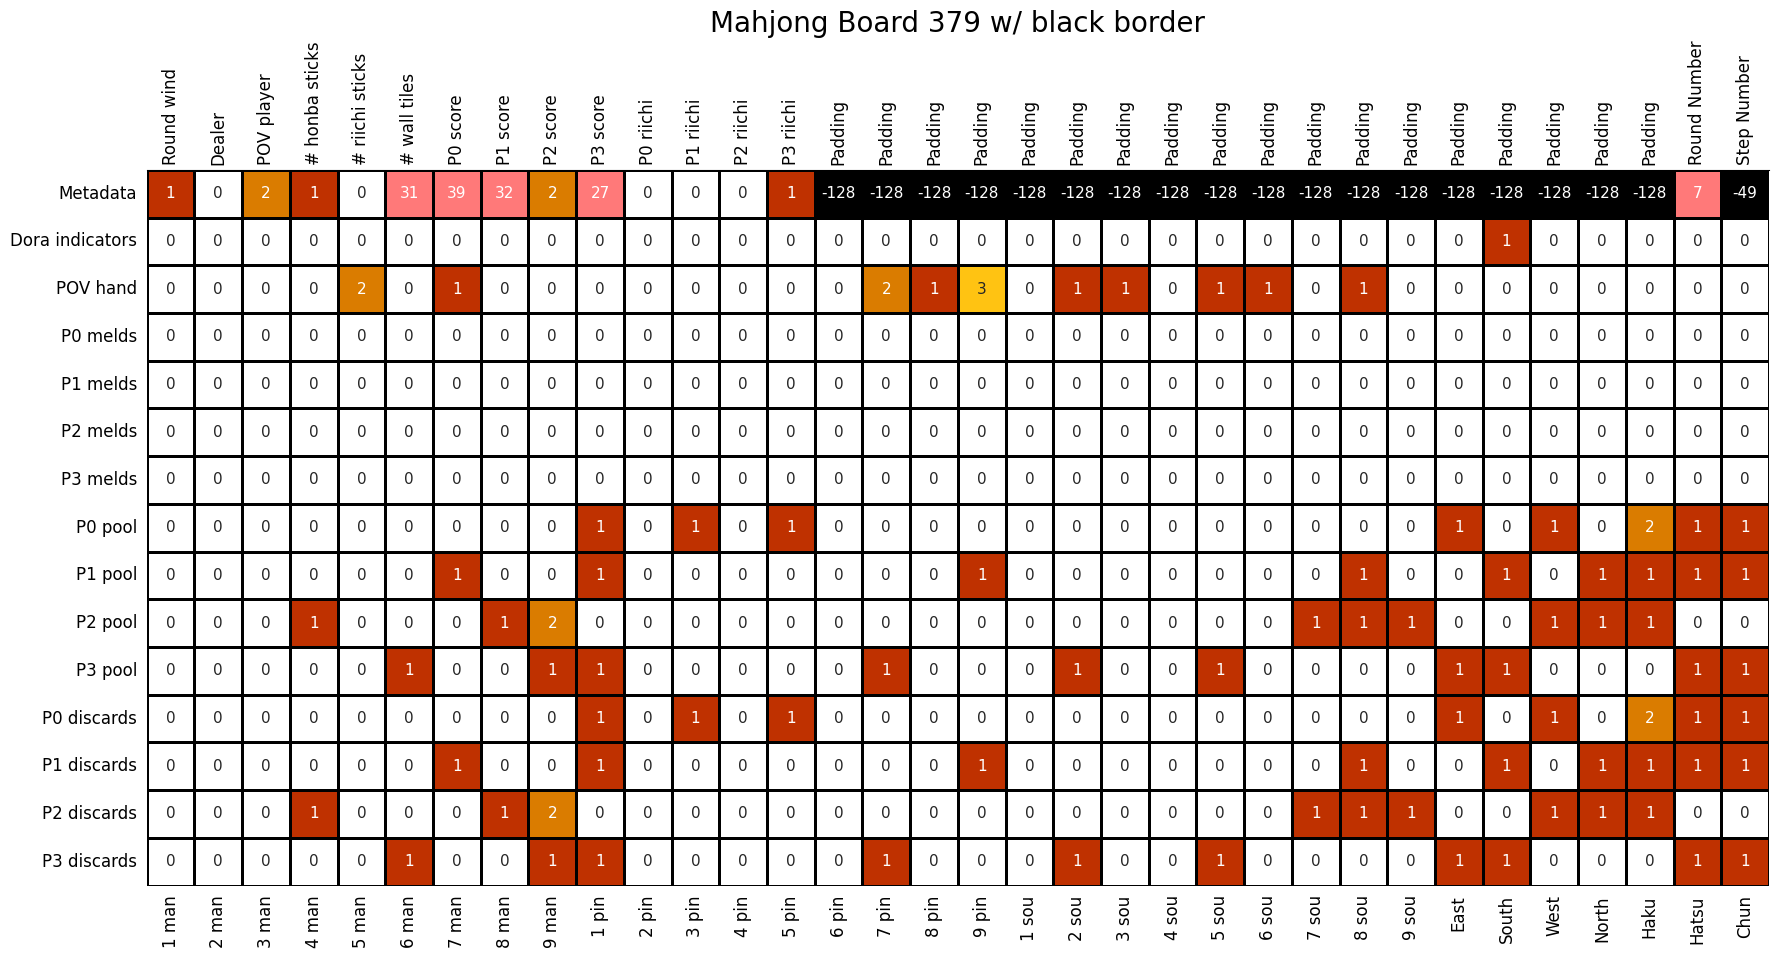 Mahjong Board 379 w/ black border
Round wind Dealer POV player # honba sticks # riichi sticks # wall tiles P0 score P1 score P2 score P3 score P0 riichi P1 riichi P2 riichi P3 riichi Padding Padding Padding Padding Padding Padding Padding Padding Padding Padding Padding Padding Padding Padding Padding Padding Padding Padding Round Number Step Number
Metadata 1 0 2 1 0 31 39 32 2 27 0 0 0 1 -128 -128 -128 -128 -128 -128 -128 -128 -128 -128 -128 -128 -128 -128 -128 -128 -128 -128 7 -49
Dora indicators 0 0 0 0 0 0 0 0 0 0 0 0 0 0 0 0 0 0 0 0 0 0 0 0 0 0 0 0 1 0 0 0 0 0
POV hand 0 0 0 0 2 0 1 0 0 0 0 0 0 0 0 2 1 3 0 1 1 0 1 1 0 1 0 0 0 0 0 0 0 0
P0 melds 0 0 0 0 0 0 0 0 0 0 0 0 0 0 0 0 0 0 0 0 0 0 0 0 0 0 0 0 0 0 0 0 0 0
P1 melds 0 0 0 0 0 0 0 0 0 0 0 0 0 0 0 0 0 0 0 0 0 0 0 0 0 0 0 0 0 0 0 0 0 0
P2 melds 0 0 0 0 0 0 0 0 0 0 0 0 0 0 0 0 0 0 0 0 0 0 0 0 0 0 0 0 0 0 0 0 0 0
P3 melds 0 0 0 0 0 0 0 0 0 0 0 0 0 0 0 0 0 0 0 0 0 0 0 0 0 0 0 0 0 0 0 0 0 0
P0 pool 0 0 0 0 0 0 0 0 0 1 0 1 0 1 0 0 0 0 0 0 0 0 0 0 0 0 0 1 0 1 0 2 1 1
P1 pool 0 0 0 0 0 0 1 0 0 1 0 0 0 0 0 0 0 1 0 0 0 0 0 0 0 1 0 0 1 0 1 1 1 1
P2 pool 0 0 0 1 0 0 0 1 2 0 0 0 0 0 0 0 0 0 0 0 0 0 0 0 1 1 1 0 0 1 1 1 0 0
P3 pool 0 0 0 0 0 1 0 0 1 1 0 0 0 0 0 1 0 0 0 1 0 0 1 0 0 0 0 1 1 0 0 0 1 1
P0 discards 0 0 0 0 0 0 0 0 0 1 0 1 0 1 0 0 0 0 0 0 0 0 0 0 0 0 0 1 0 1 0 2 1 1
P1 discards 0 0 0 0 0 0 1 0 0 1 0 0 0 0 0 0 0 1 0 0 0 0 0 0 0 1 0 0 1 0 1 1 1 1
P2 discards 0 0 0 1 0 0 0 1 2 0 0 0 0 0 0 0 0 0 0 0 0 0 0 0 1 1 1 0 0 1 1 1 0 0
P3 discards 0 0 0 0 0 1 0 0 1 1 0 0 0 0 0 1 0 0 0 1 0 0 1 0 0 0 0 1 1 0 0 0 1 1
1 man 2 man 3 man 4 man 5 man 6 man 7 man 8 man 9 man 1 pin 2 pin 3 pin 4 pin 5 pin 6 pin 7 pin 8 pin 9 pin 1 sou 2 sou 3 sou 4 sou 5 sou 6 sou 7 sou 8 sou 9 sou East South West North Haku Hatsu Chun